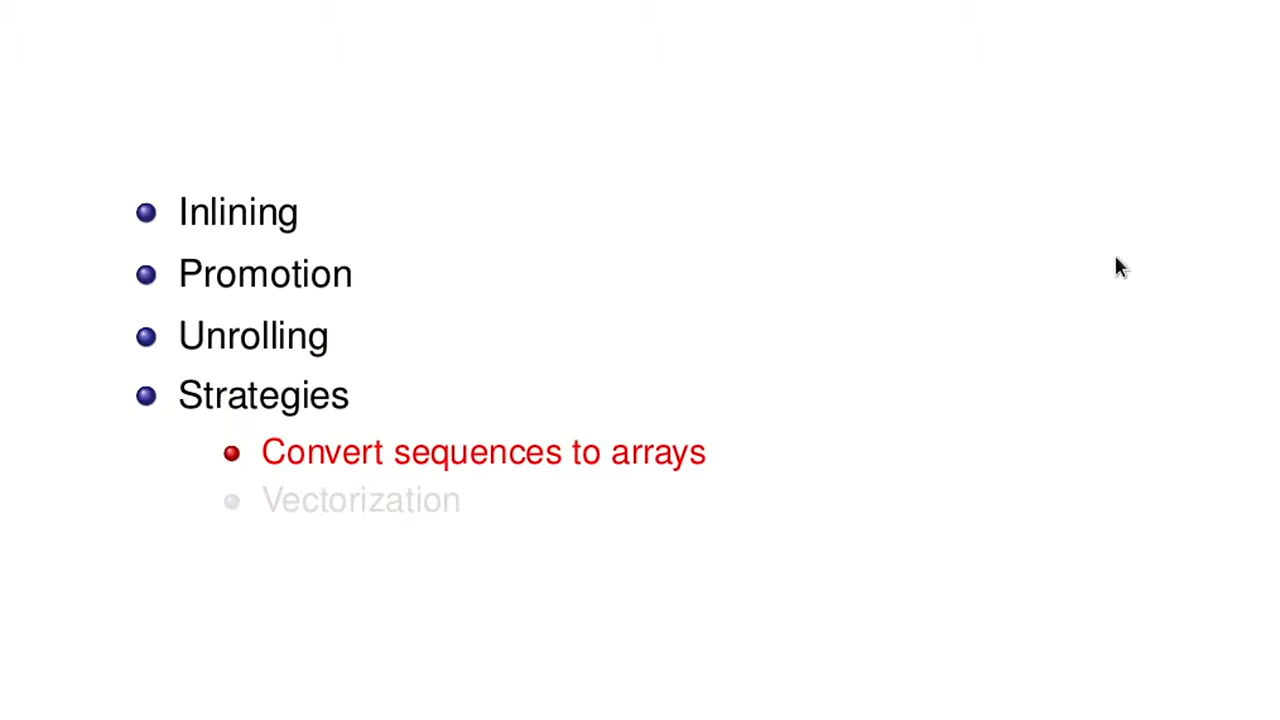 Inlining
Promotion
Unrolling
Strategies
Convert sequences to arrays
Vectorization